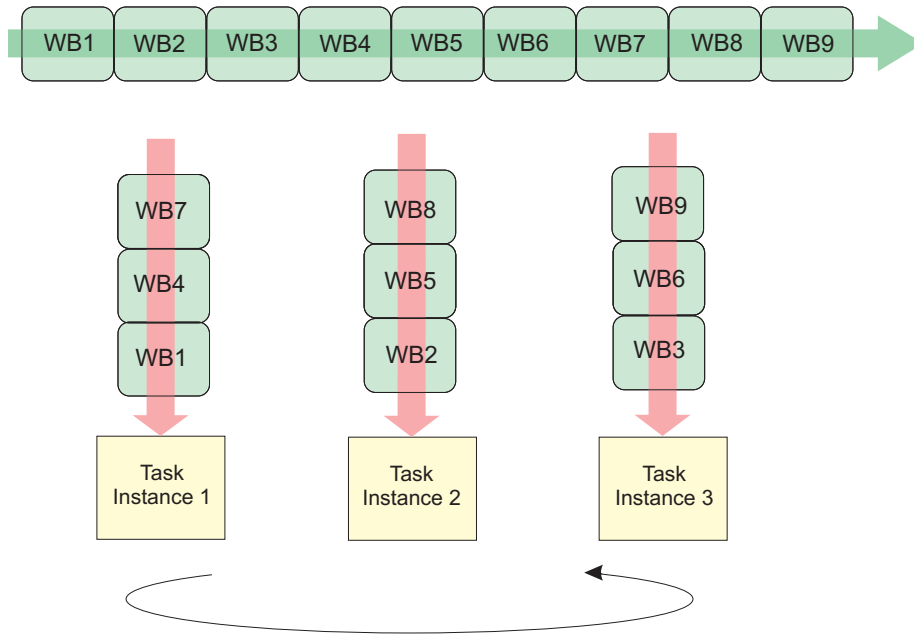 WB1 WB2 WB3 WB4 WB5 WB6 WB7 WB8 WB9
WB7
WB4
WB1
Task
Instance 1
WB8
WB5
WB2
Task
Instance 2
WB9
WB6
WB3
Task
Instance 3